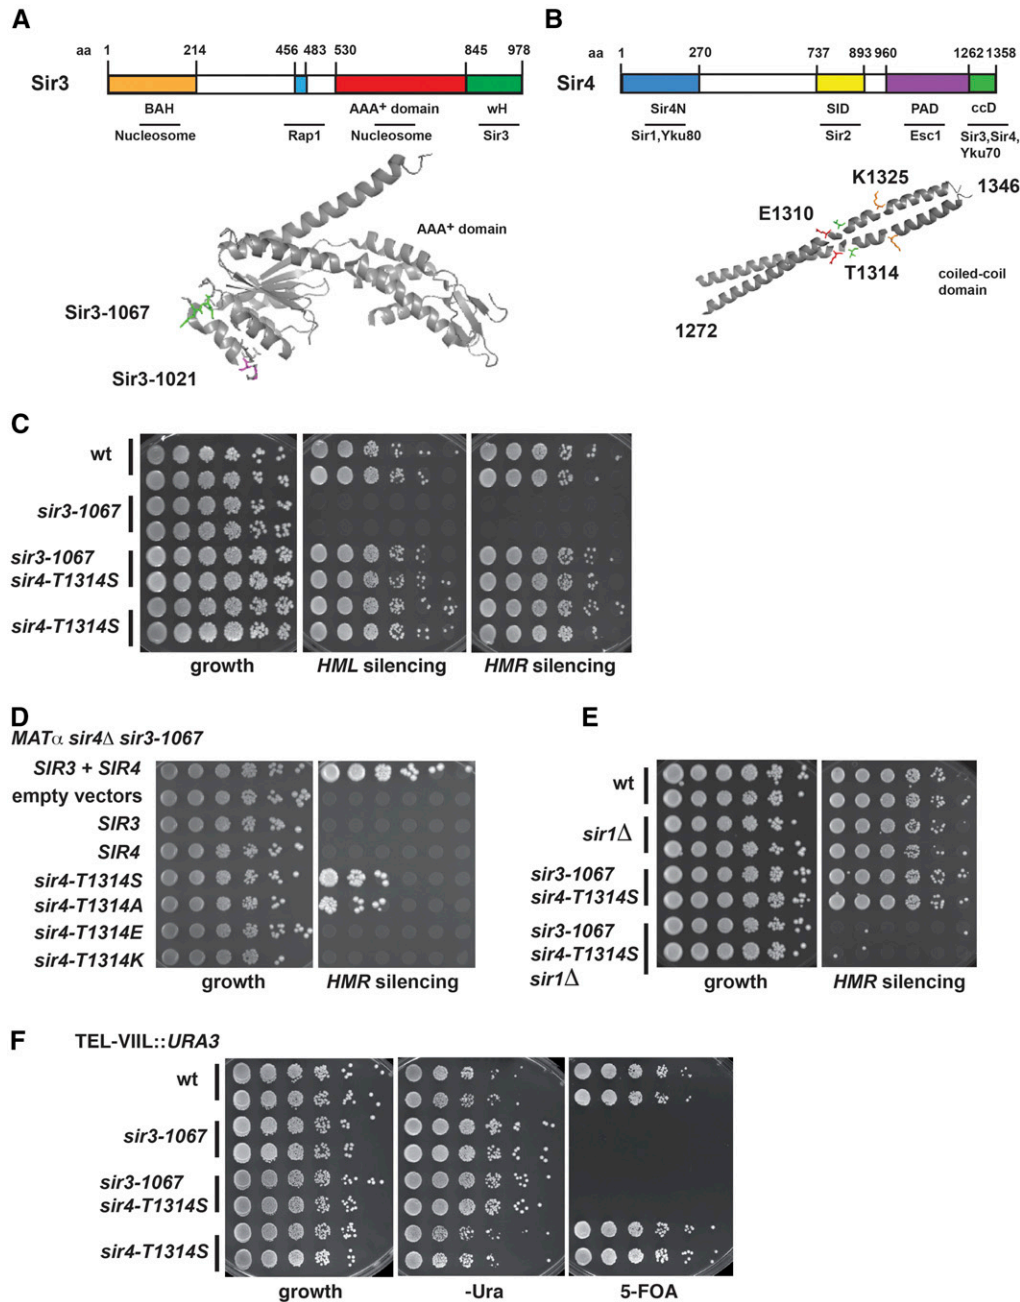 A
aa 1 214 456 483 530 845 978
Sir3
BAH AAA+ domain wH
Nucleosome Rap1 Nucleosome Sir3
AAA+ domain
Sir3-1067
Sir3-1021
B
aa 1 270 737 893 960 1262 1358
Sir4
Sir4N SID PAD ccD
Sir1,Yku80 Sir2 Esc1 Sir3,Sir4,
Yku70
K1325
1346
E1310
T1314
coiled-coil
domain
1272
C
wt
sir3-1067
sir3-1067
sir4-T1314S
sir4-T1314S
growth HML silencing HMR silencing
D
MATα sir4Δ sir3-1067
SIR3 + SIR4
empty vectors
SIR3
SIR4
sir4-T1314S
sir4-T1314A
sir4-T1314E
sir4-T1314K
growth HMR silencing
E
wt
sir1Δ
sir3-1067
sir4-T1314S
sir3-1067
sir4-T1314S
sir1Δ
growth HMR silencing
F
TEL-VIIL::URA3
wt
sir3-1067
sir3-1067
sir4-T1314S
sir4-T1314S
growth -Ura 5-FOA